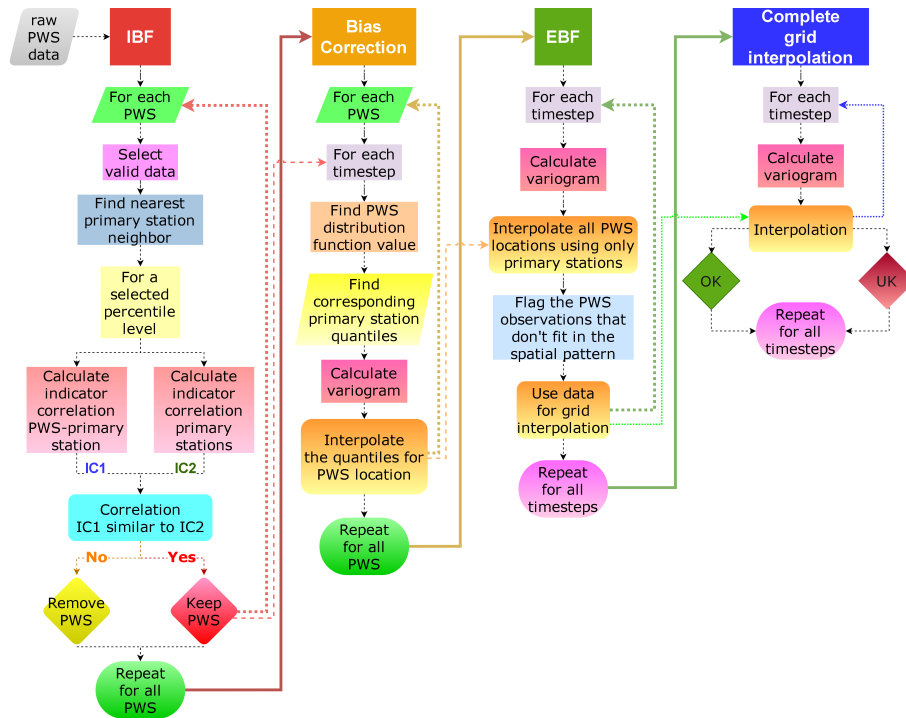 raw
PWS
data
IBF
For each
PWS
Select
valid data
Find nearest
primary station
neighbor
For a
selected
percentile
level
Calculate
indicator
correlation
PWS-primary
station
Calculate
indicator
correlation
primary
stations
IC1
IC2
Correlation
IC1 similar to IC2
No
Yes
Remove
PWS
Keep
PWS
Repeat
for all
PWS
Bias
Correction
For each
PWS
For each
timestep
Find PWS
distribution
function value
Find
corresponding
primary station
quantiles
Calculate
variogram
Interpolate
the quantiles for
PWS location
Repeat
for all
PWS
EBF
For each
timestep
Calculate
variogram
Interpolate all PWS
locations using only
primary stations
Flag the PWS
observations that
don't fit in the
spatial pattern
Use data
for grid
interpolation
Repeat
for all
timesteps
Complete
grid
interpolation
For each
timestep
Calculate
variogram
Interpolation
OK
UK
Repeat
for all
timesteps